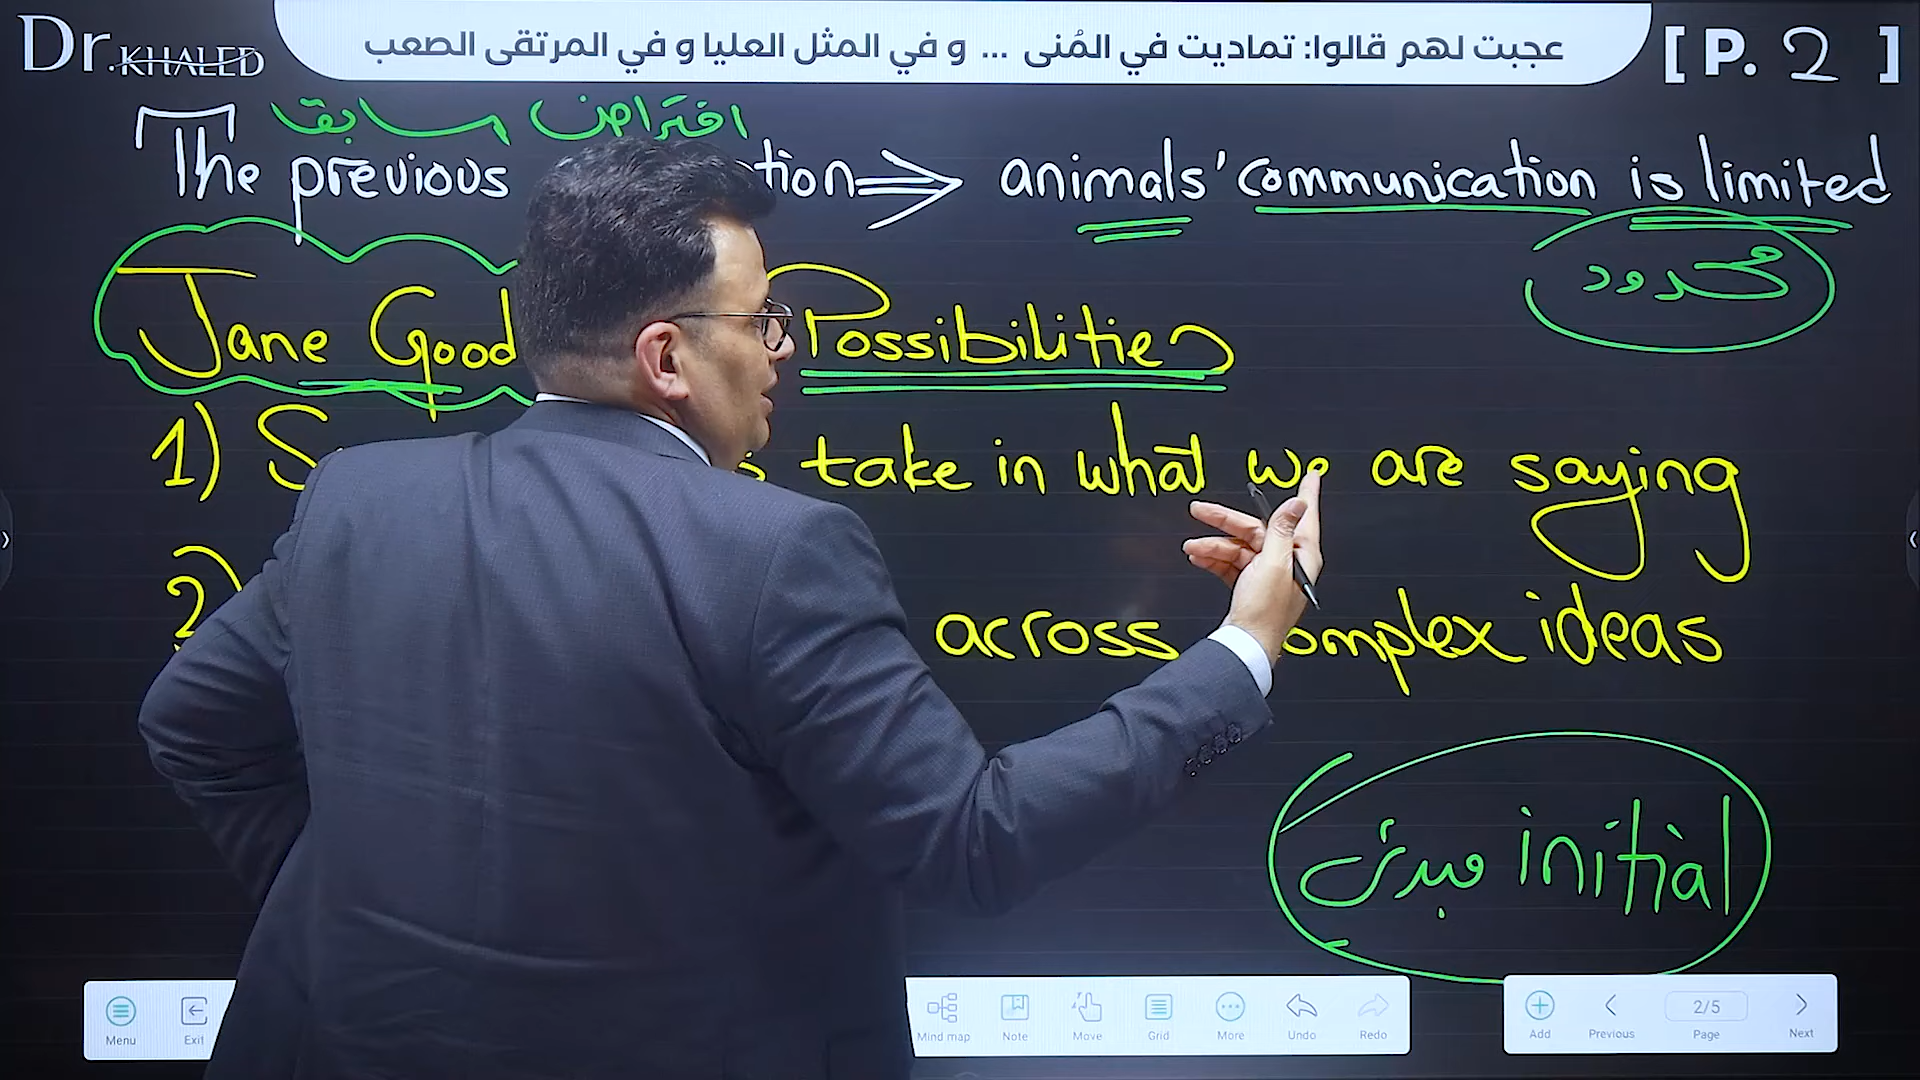 Dr. KHALED
عجبت لهم قالوا: تماديت في المُنى ... و في المثل العليا و في المرتقى الصعب
[ P. 2 ]
افتراض سابق
The previous tion ⇒ animals' communication is limited
محدود
Jane Good Possibilities
1) S s take in what we are saying
2) across complex ideas
initial مبدئي
Menu Exit Mind map Note Move Grid More Undo Redo Add Previous 2/5 Page Next